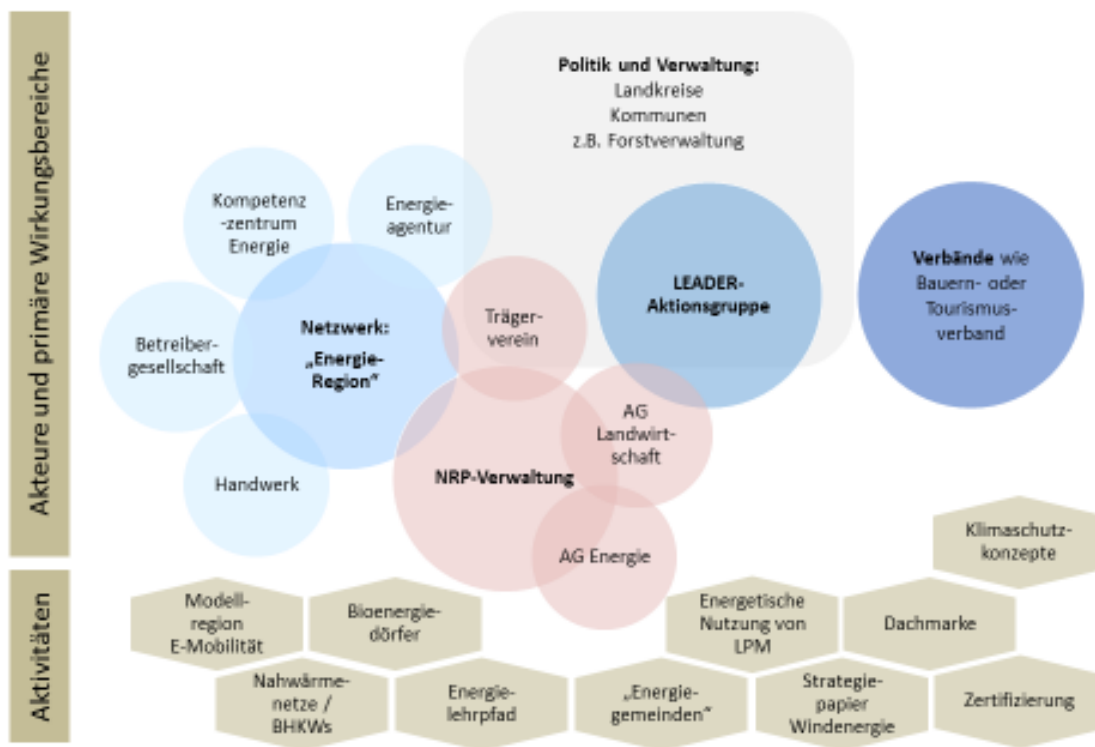 Akteure und primäre Wirkungsbereiche
Politik und Verwaltung:
Landkreise
Kommunen
z.B. Forstverwaltung
Kompetenz
-zentrum
Energie
Energie-
agentur
LEADER-
Aktionsgruppe
Verbände wie
Bauern- oder
Tourismus-
verband
Netzwerk:
„Energie-
Region“
Träger-
verein
Betreiber-
gesellschaft
AG
Landwirt-
schaft
Handwerk
NRP-Verwaltung
AG Energie
Klimaschutz-
konzepte
Aktivitäten
Modell-
region
E-Mobilität
Bioenergie-
dörfer
Energetische
Nutzung von
LPM
Dachmarke
Nahwärme-
netze /
BHKWs
Energie-
lehrpfad
„Energie-
gemeinden“
Strategie-
papier
Windenergie
Zertifizierung